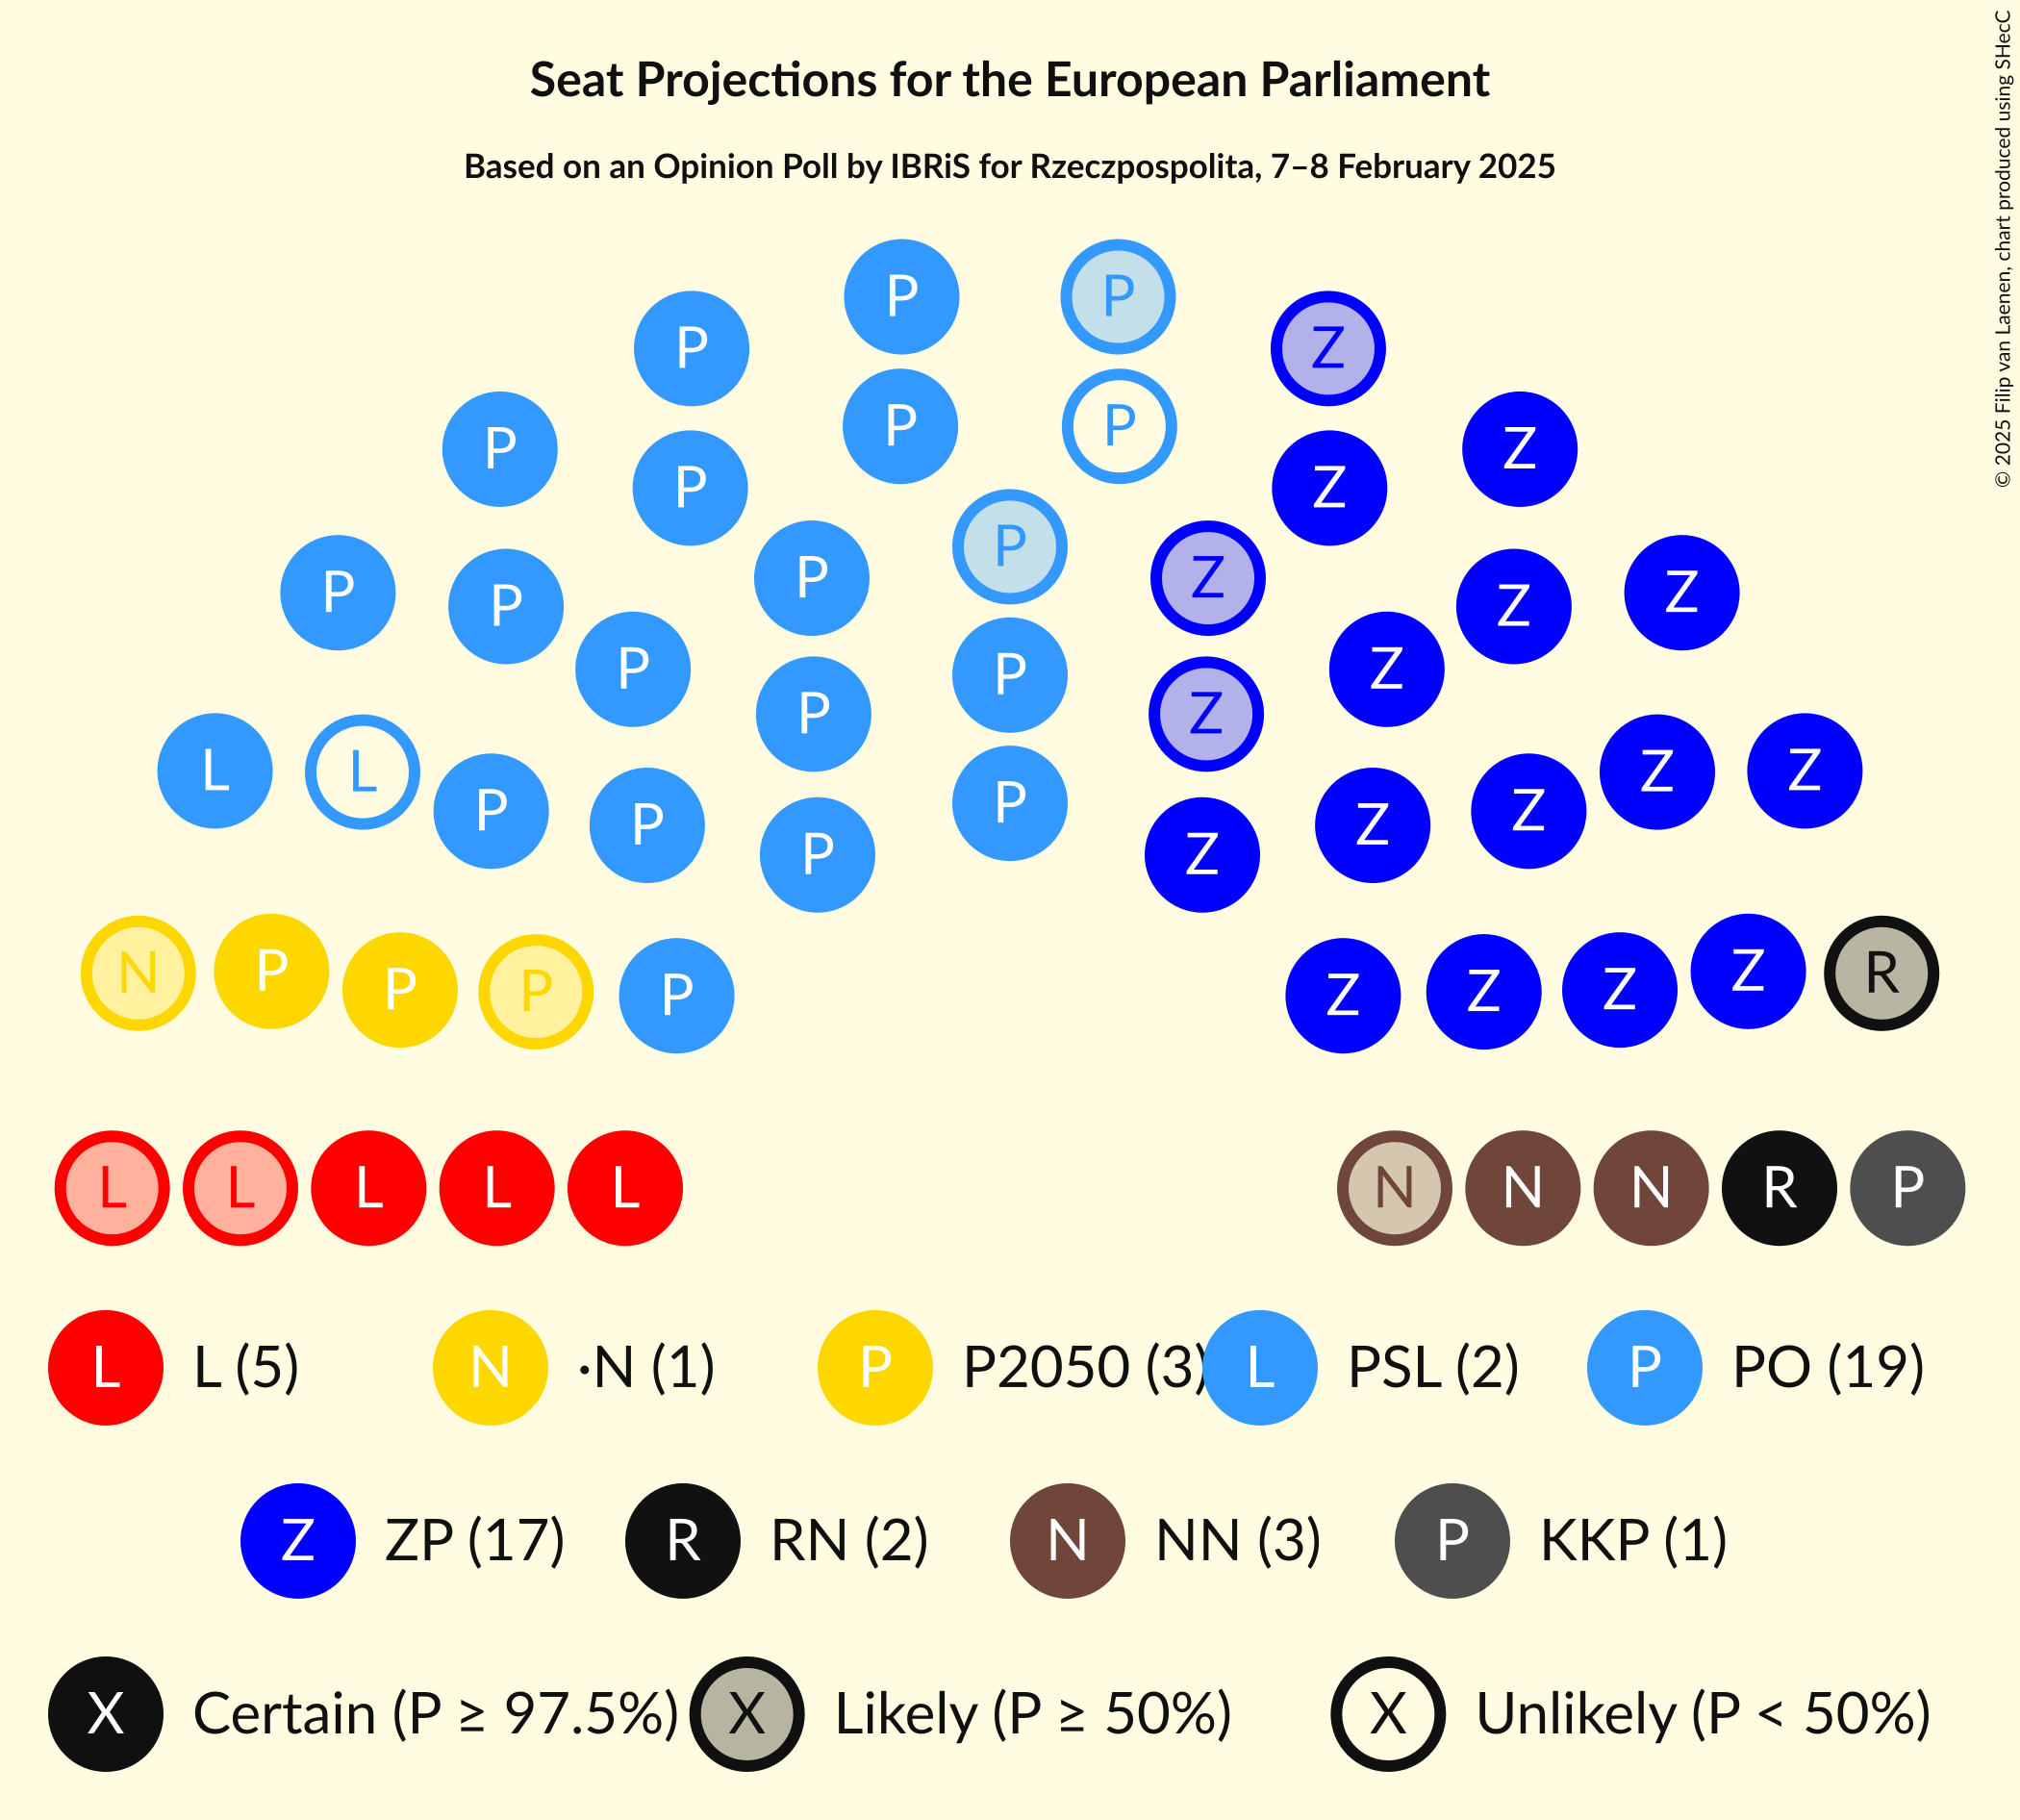 Seat Projections for the European Parliament
Based on an Opinion Poll by IBRiS for Rzeczpospolita, 7–8 February 2025
© 2025 Filip van Laenen, chart produced using SHecC
P P
P Z
P P P Z
P Z
P
P Z
P P Z Z
P Z
P
P Z
L L Z Z
P P Z Z
P
P Z
N P P P P Z Z Z Z R
L L L L L N N N R P
L L (5) N ·N (1) P P2050 (3) L PSL (2) P PO (19)
Z ZP (17) R RN (2) N NN (3) P KKP (1)
X Certain (P ≥ 97.5%) X Likely (P ≥ 50%) X Unlikely (P < 50%)